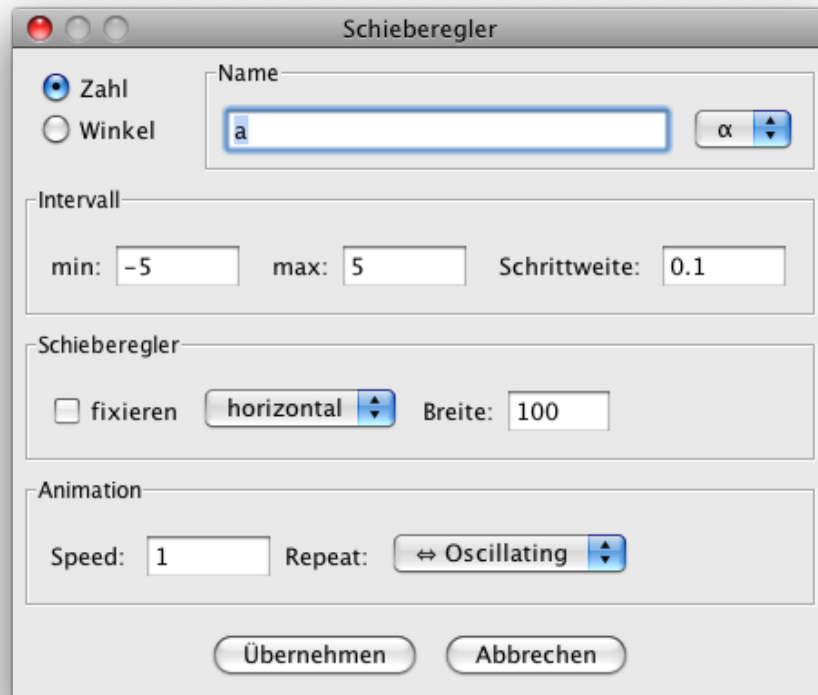 Schieberegler
Zahl
Winkel
Name
a
α
Intervall
min: -5 max: 5 Schrittweite: 0.1
Schieberegler
fixieren horizontal Breite: 100
Animation
Speed: 1 Repeat: ⇔ Oscillating
Übernehmen Abbrechen